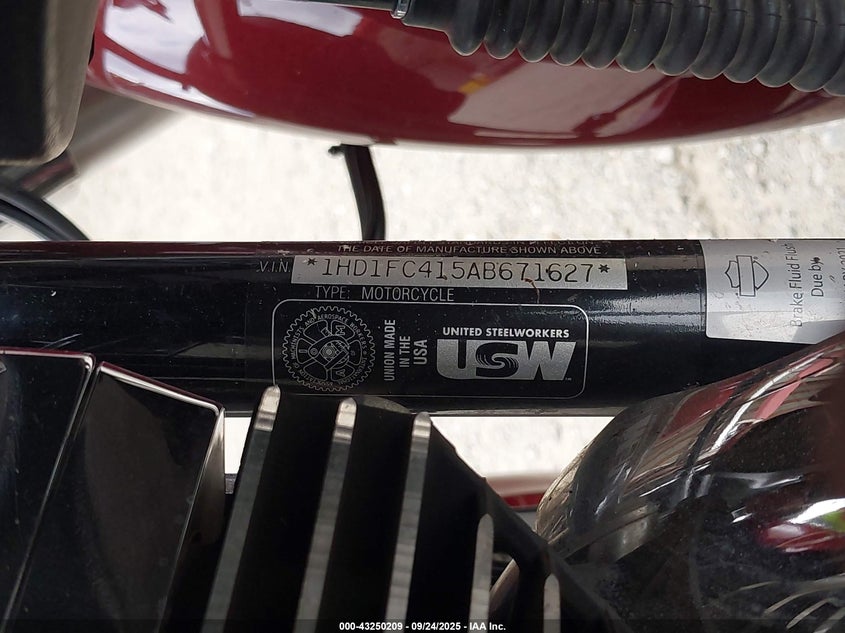 THE DATE OF MANUFACTURE SHOWN ABOVE
V.I.N. *1HD1FC415AB671627*
TYPE: MOTORCYCLE
UNION MADE
IN THE
USA
UNITED STEELWORKERS
USW
Brake Fluid
Due by
000-43250209 - 09/24/2025 - IAA Inc.